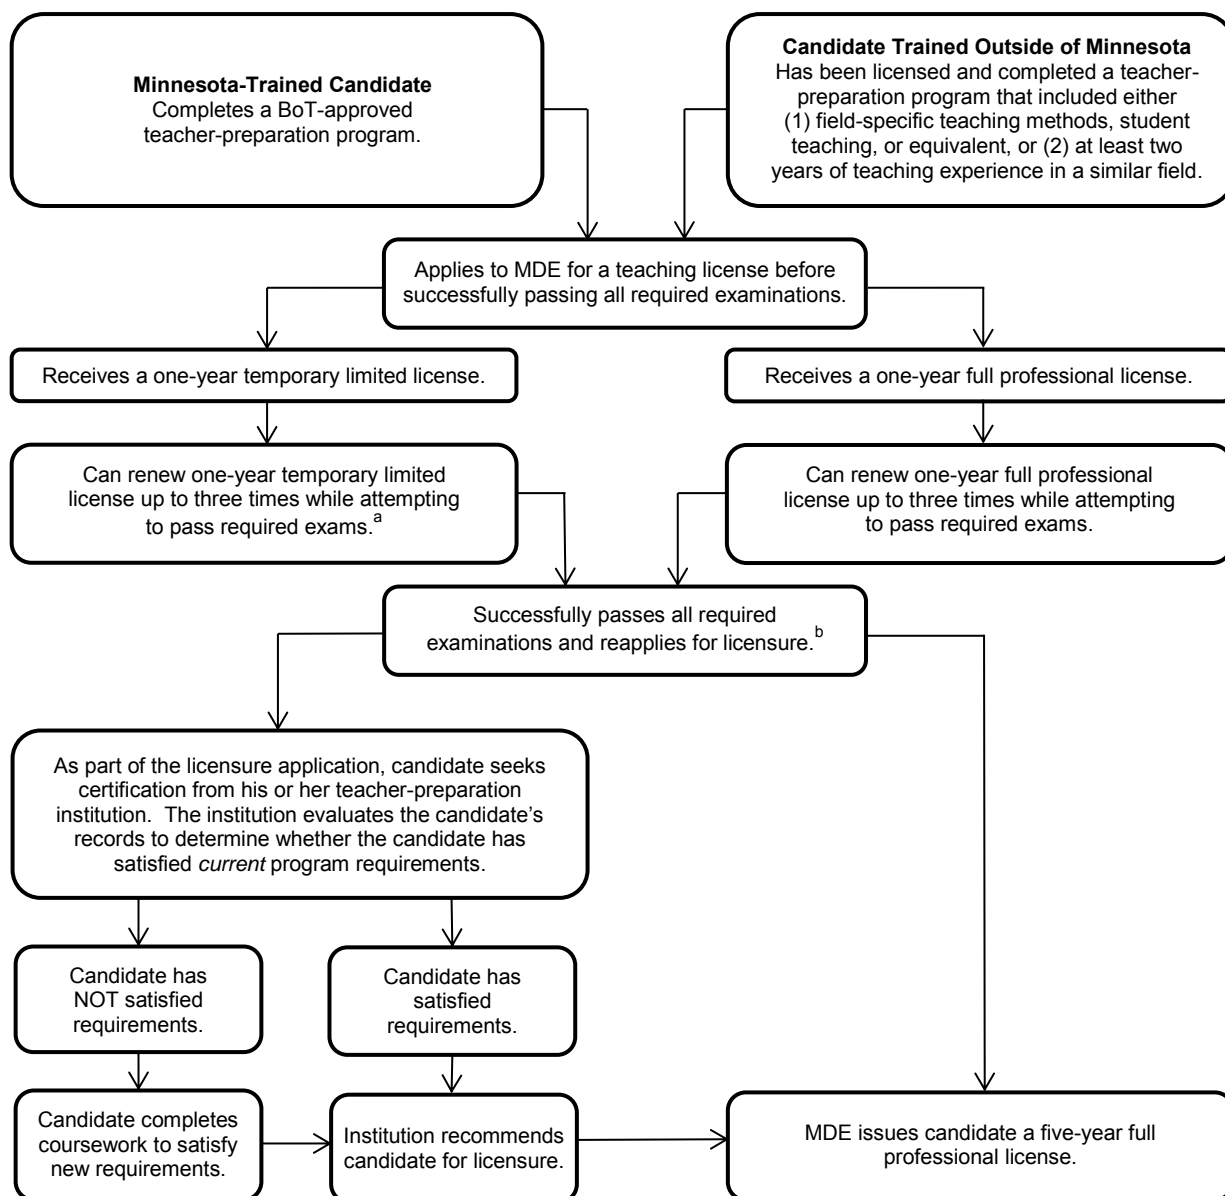 Minnesota-Trained Candidate
Completes a BoT-approved
teacher-preparation program.
Candidate Trained Outside of Minnesota
Has been licensed and completed a teacher-
preparation program that included either
(1) field-specific teaching methods, student
teaching, or equivalent, or (2) at least two
years of teaching experience in a similar field.
Applies to MDE for a teaching license before
successfully passing all required examinations.
Receives a one-year temporary limited license.
Receives a one-year full professional license.
Can renew one-year temporary limited
license up to three times while attempting
to pass required exams.a
Can renew one-year full professional
license up to three times while attempting
to pass required exams.
Successfully passes all required
examinations and reapplies for licensure.b
As part of the licensure application, candidate seeks
certification from his or her teacher-preparation
institution.  The institution evaluates the candidate’s
records to determine whether the candidate has
satisfied current program requirements.
Candidate has
NOT satisfied
requirements.
Candidate has
satisfied
requirements.
Candidate completes
coursework to satisfy
new requirements.
Institution recommends
candidate for licensure.
MDE issues candidate a five-year full
professional license.